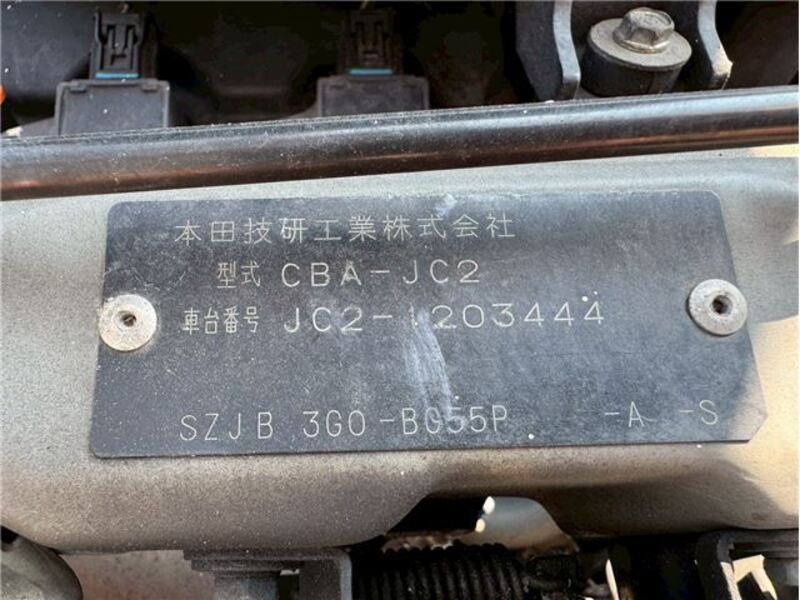 本田技研工業株式会社
型式 CBA-JC2
車台番号 JC2-1203444
SZJB 3G0-BG55P -A -S